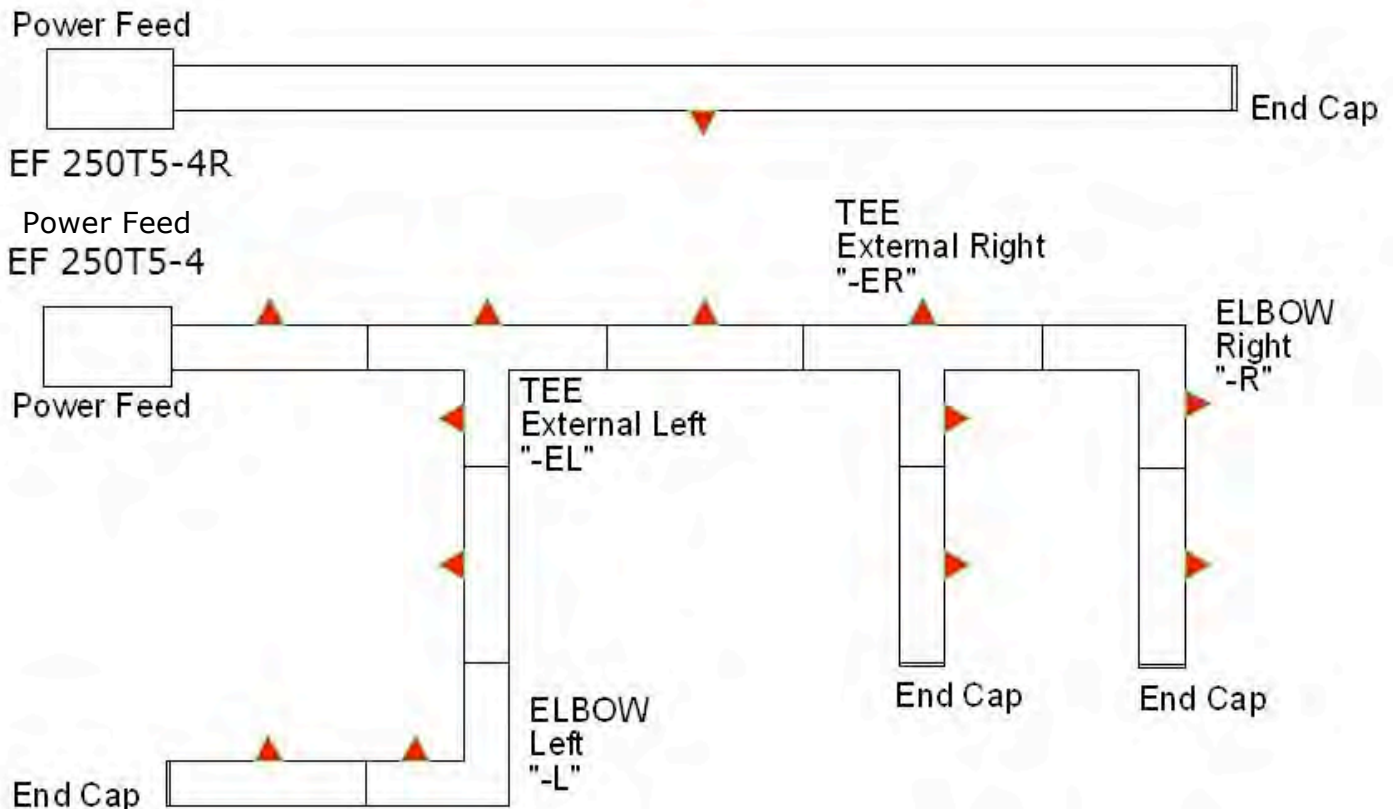 Power Feed
End Cap
EF 250T5-4R
Power Feed
EF 250T5-4
TEE
External Right
"-ER"
ELBOW
Right
"-R"
Power Feed
TEE
External Left
"-EL"
End Cap
End Cap
ELBOW
Left
"-L"
End Cap